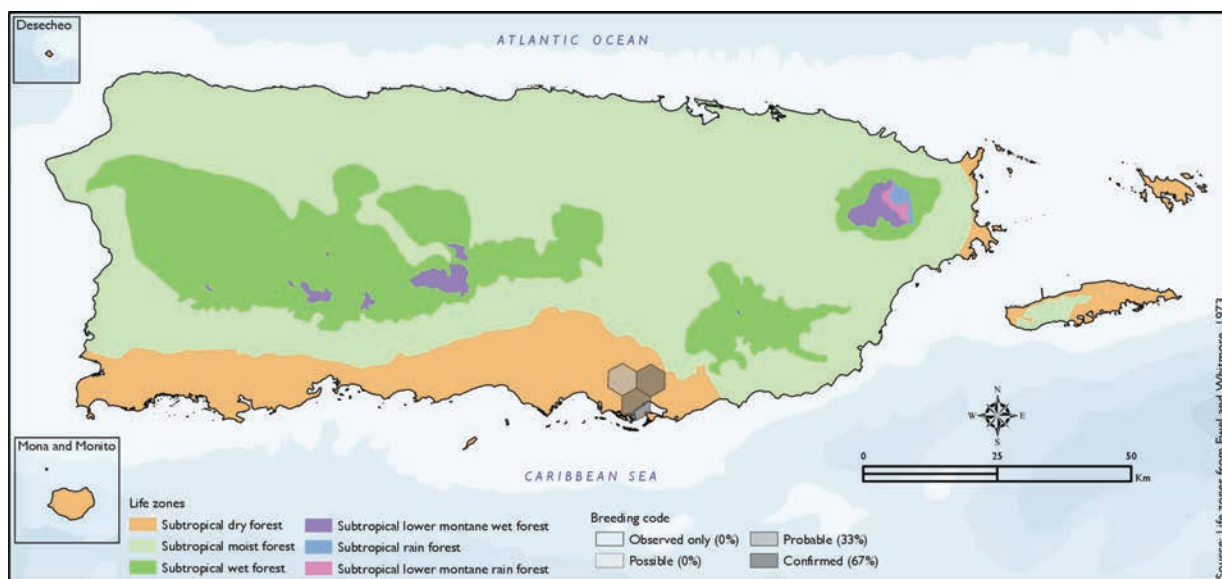 Desecheo
ATLANTIC OCEAN
N
W E
S
0 25 50
Km
Mona and Monito
CARIBBEAN SEA
Life zones
Subtropical dry forest
Subtropical moist forest
Subtropical wet forest
Subtropical lower montane wet forest
Subtropical rain forest
Subtropical lower montane rain forest
Breeding code
Observed only (0%)
Possible (0%)
Probable (33%)
Confirmed (67%)
Source: Life zones from Ewel and Whitmore, 1973.